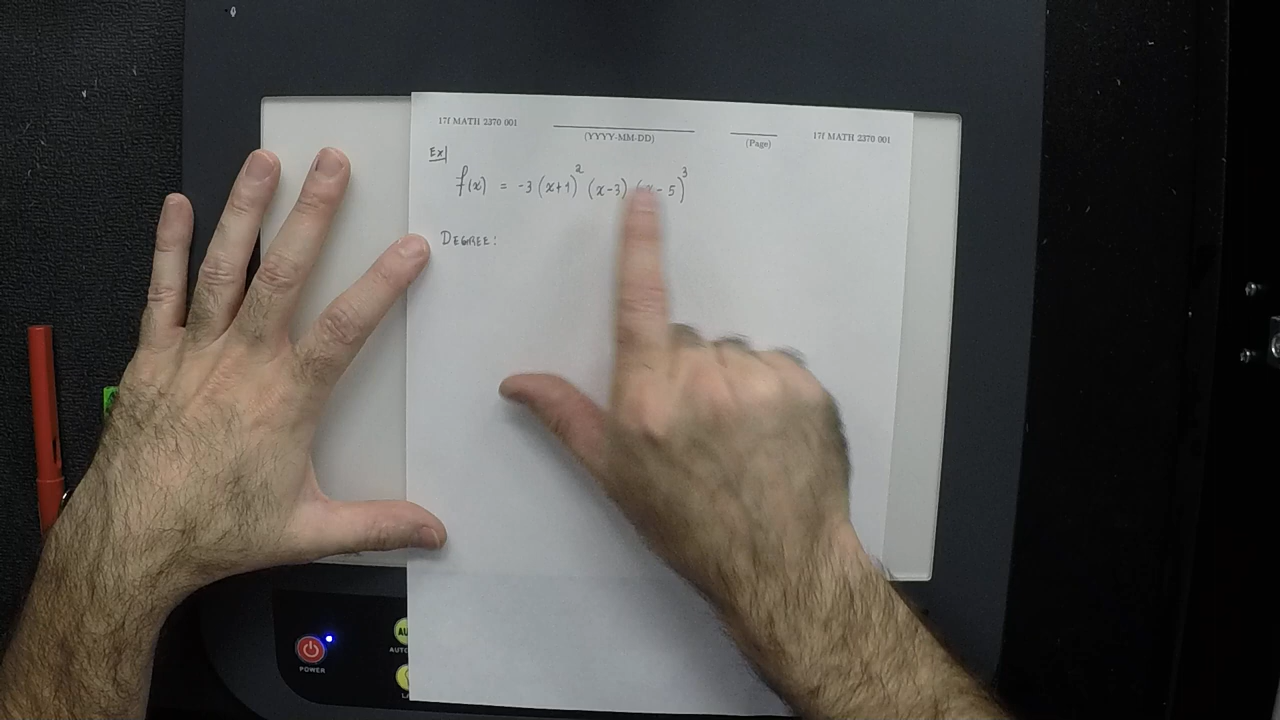 17f MATH 2370 001 (YYYY-MM-DD) (Page) 17f MATH 2370 001
Ex
f(x) = -3 (x+1)² (x-3) (x-5)³
DEGREE:
POWER